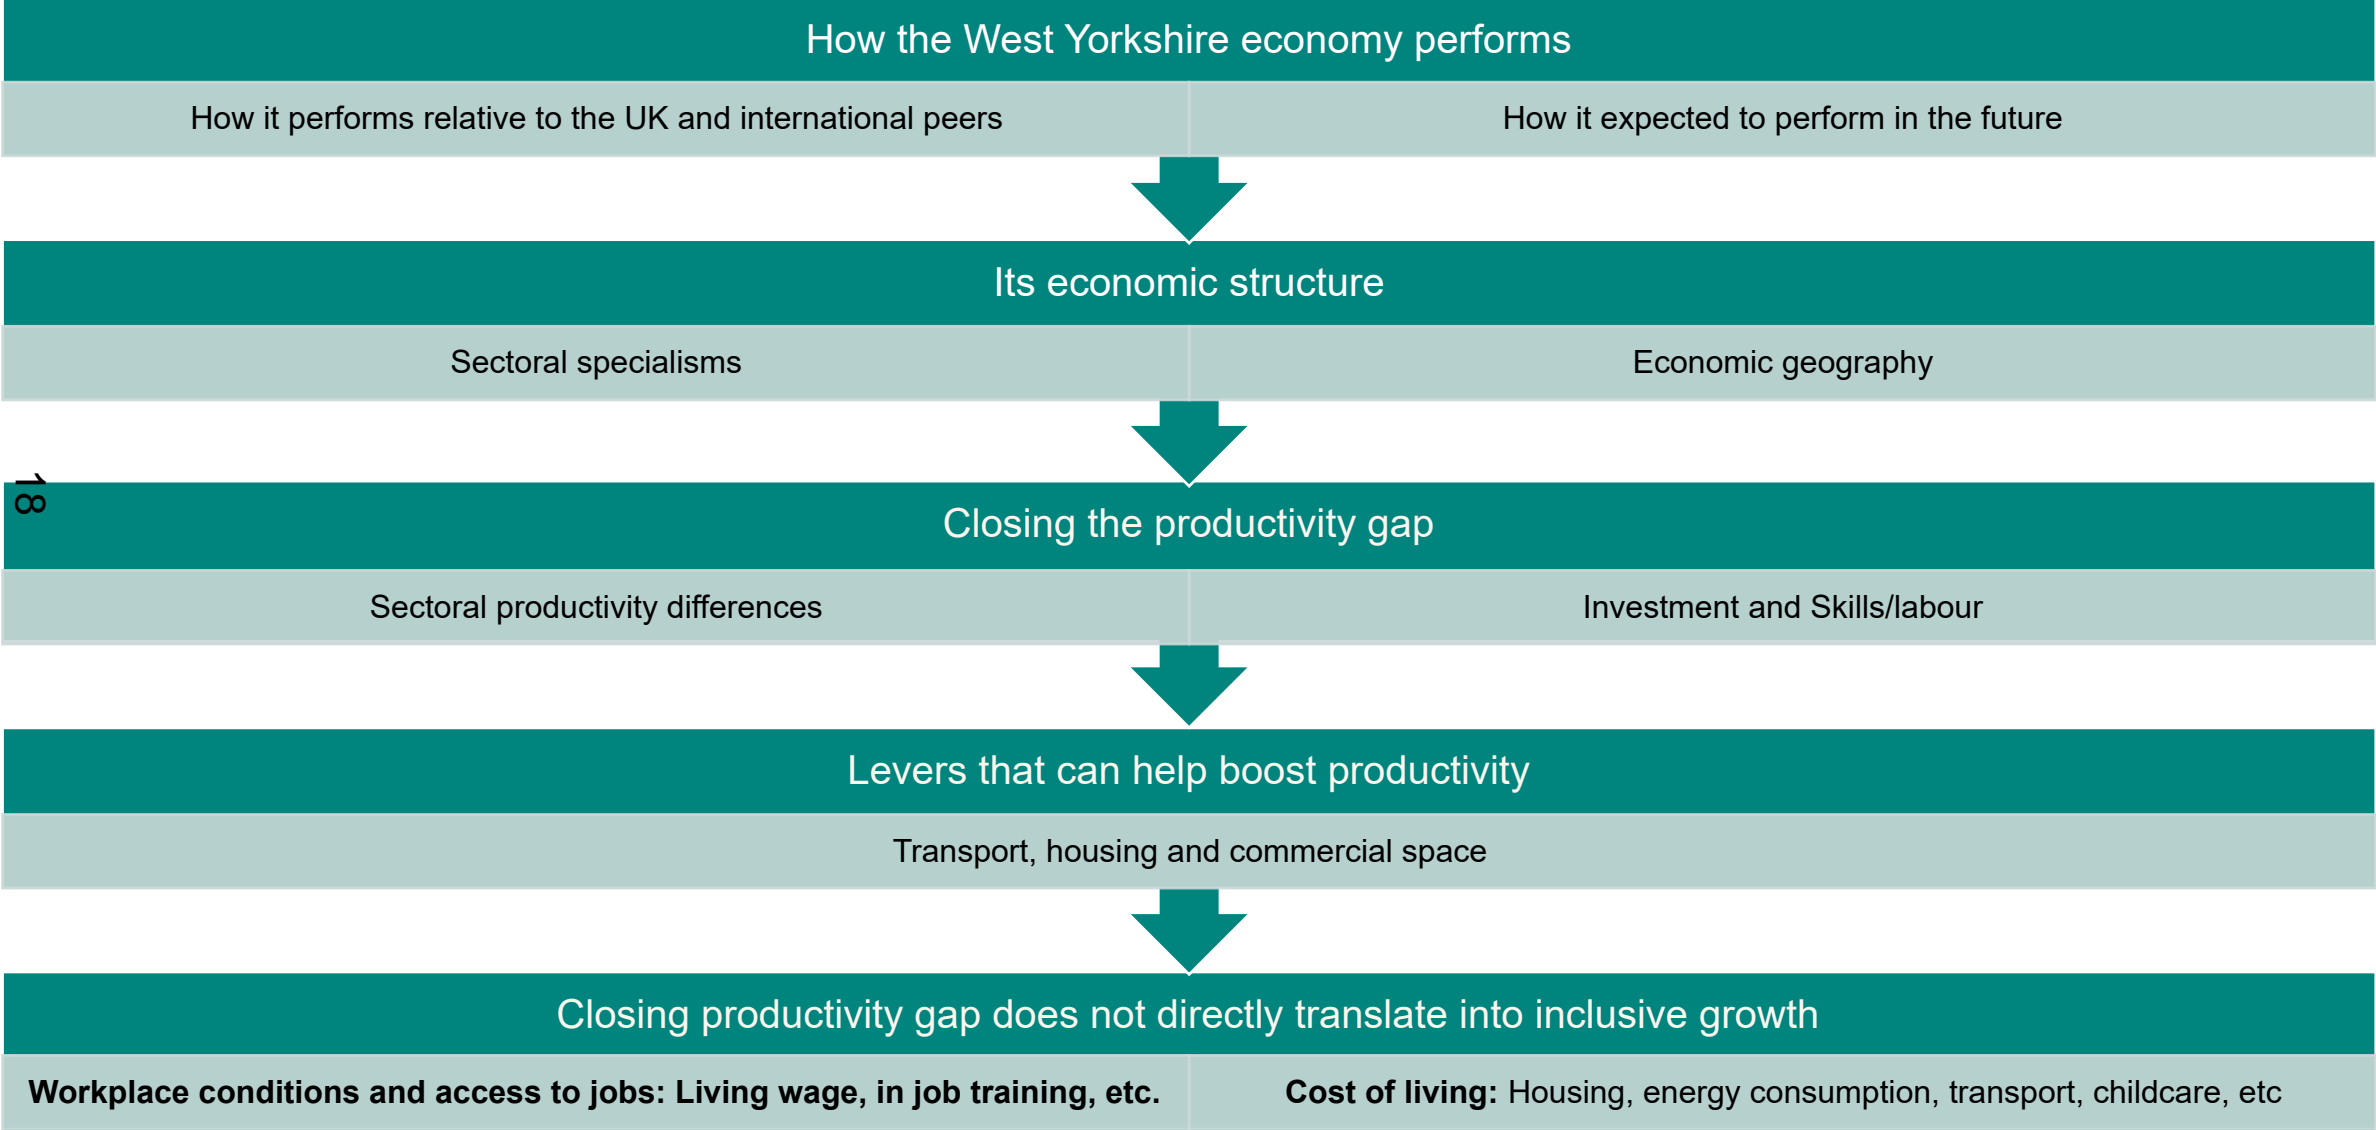 How the West Yorkshire economy performs
How it performs relative to the UK and international peers
How it expected to perform in the future
Its economic structure
Sectoral specialisms
Economic geography
18
Closing the productivity gap
Sectoral productivity differences
Investment and Skills/labour
Levers that can help boost productivity
Transport, housing and commercial space
Closing productivity gap does not directly translate into inclusive growth
Workplace conditions and access to jobs: Living wage, in job training, etc.
Cost of living: Housing, energy consumption, transport, childcare, etc